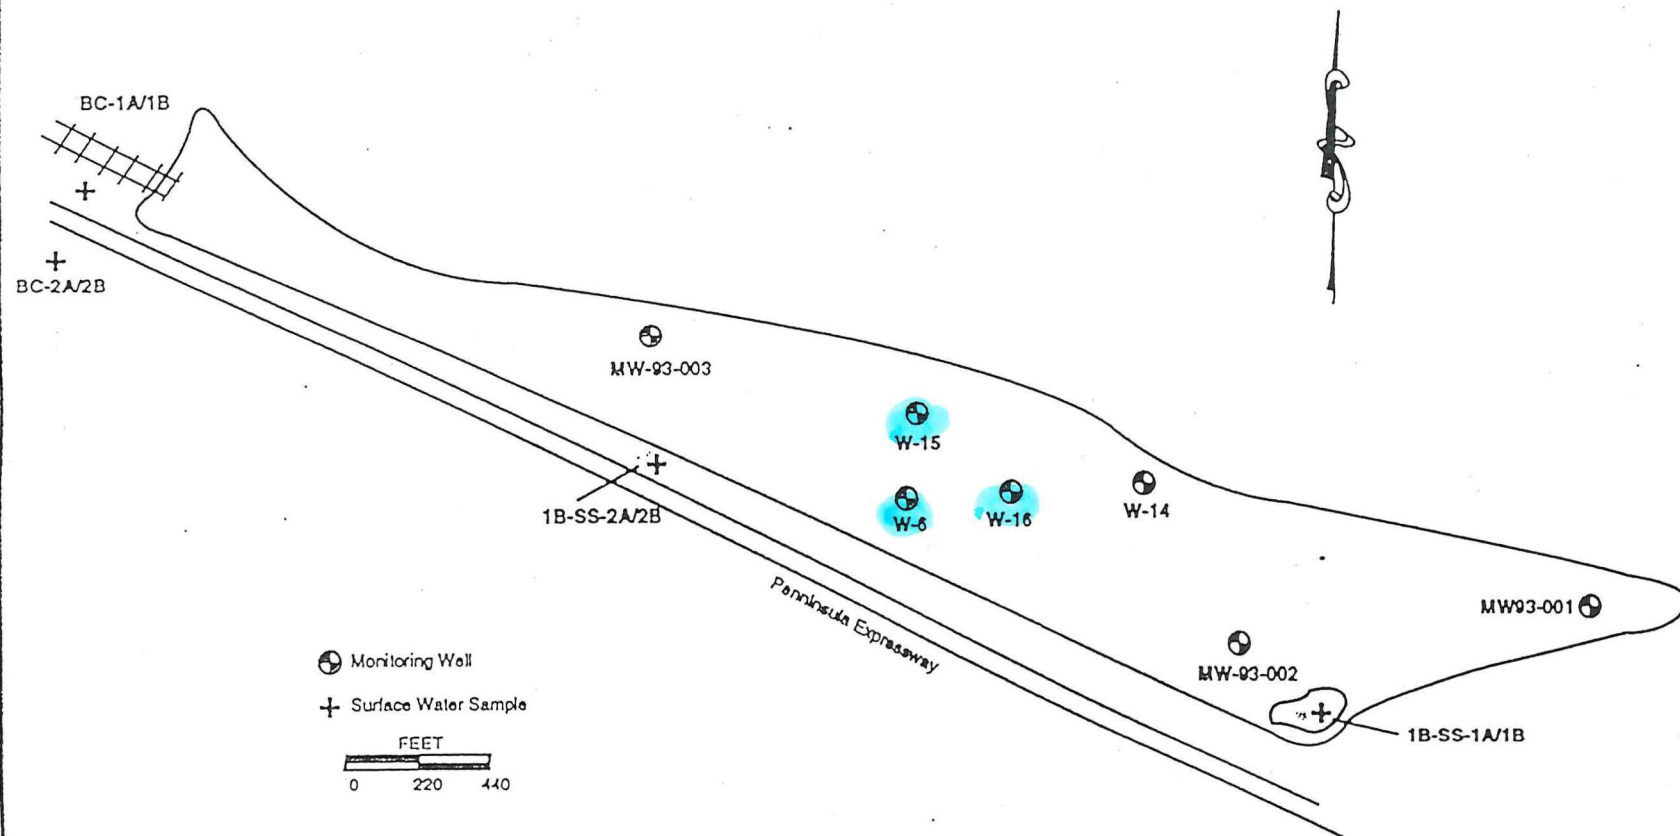 BC-1A/1B
BC-2A/2B
MW-93-003
W-15
W-6
W-16
W-14
1B-SS-2A/2B
Panninsula Expressway
MW93-001
MW-93-002
1B-SS-1A/1B
Monitoring Well
Surface Water Sample
FEET
0 220 440